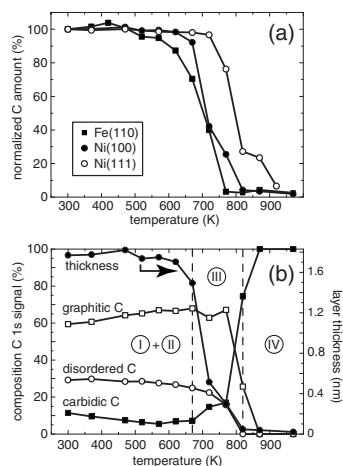 normalized C amount (%)
100
80
60
40
20
0
(a)
Fe(110)
Ni(100)
Ni(111)
300 400 500 600 700 800 900
temperature (K)
composition C 1s signal (%)
100
80
60
40
20
0
thickness
III
(b)
graphitic C
I + II
IV
disordered C
carbidic C
1.8
1.2
0.6
0
layer thickness (nm)
300 400 500 600 700 800 900
temperature (K)